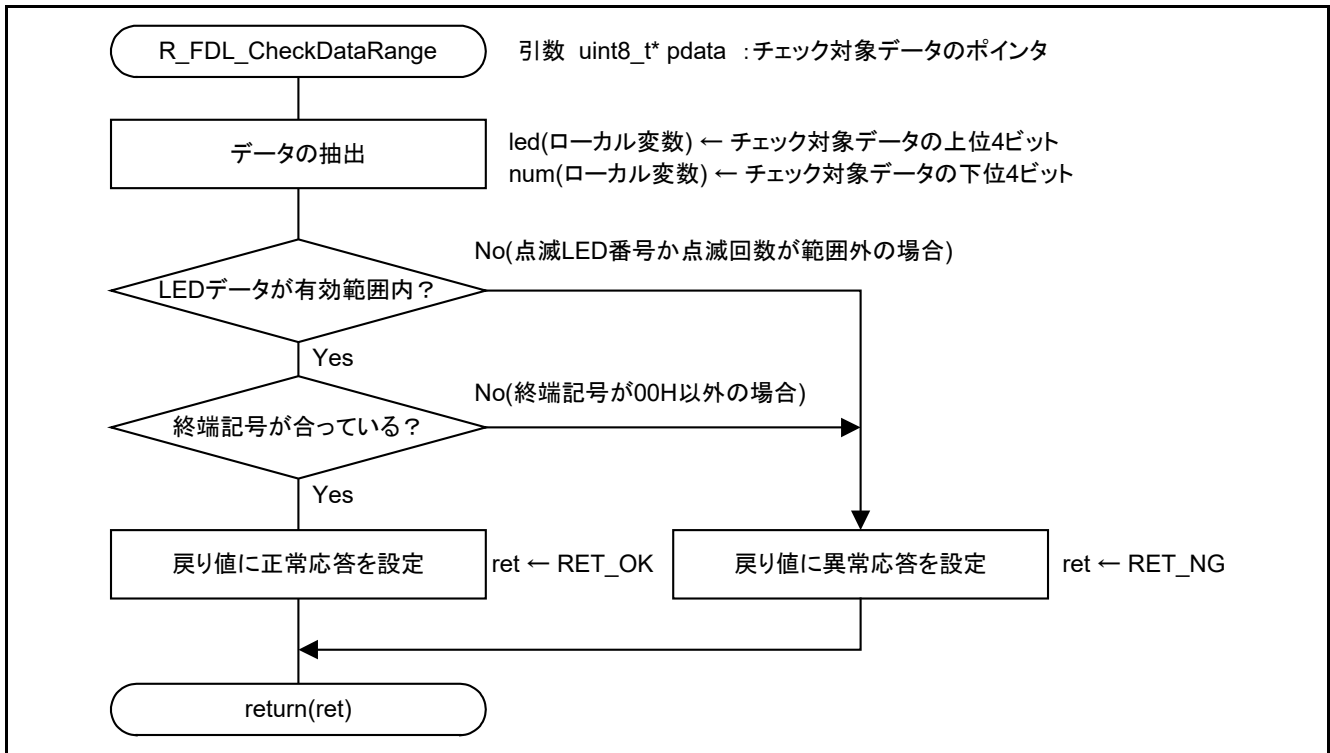 R_FDL_CheckDataRange
引数 uint8_t* pdata :チェック対象データのポインタ
データの抽出
led(ローカル変数) ← チェック対象データの上位4ビット
num(ローカル変数) ← チェック対象データの下位4ビット
No(点滅LED番号か点滅回数が範囲外の場合)
LEDデータが有効範囲内？
Yes
No(終端記号が00H以外の場合)
終端記号が合っている？
Yes
戻り値に正常応答を設定
ret ← RET_OK
戻り値に異常応答を設定
ret ← RET_NG
return(ret)